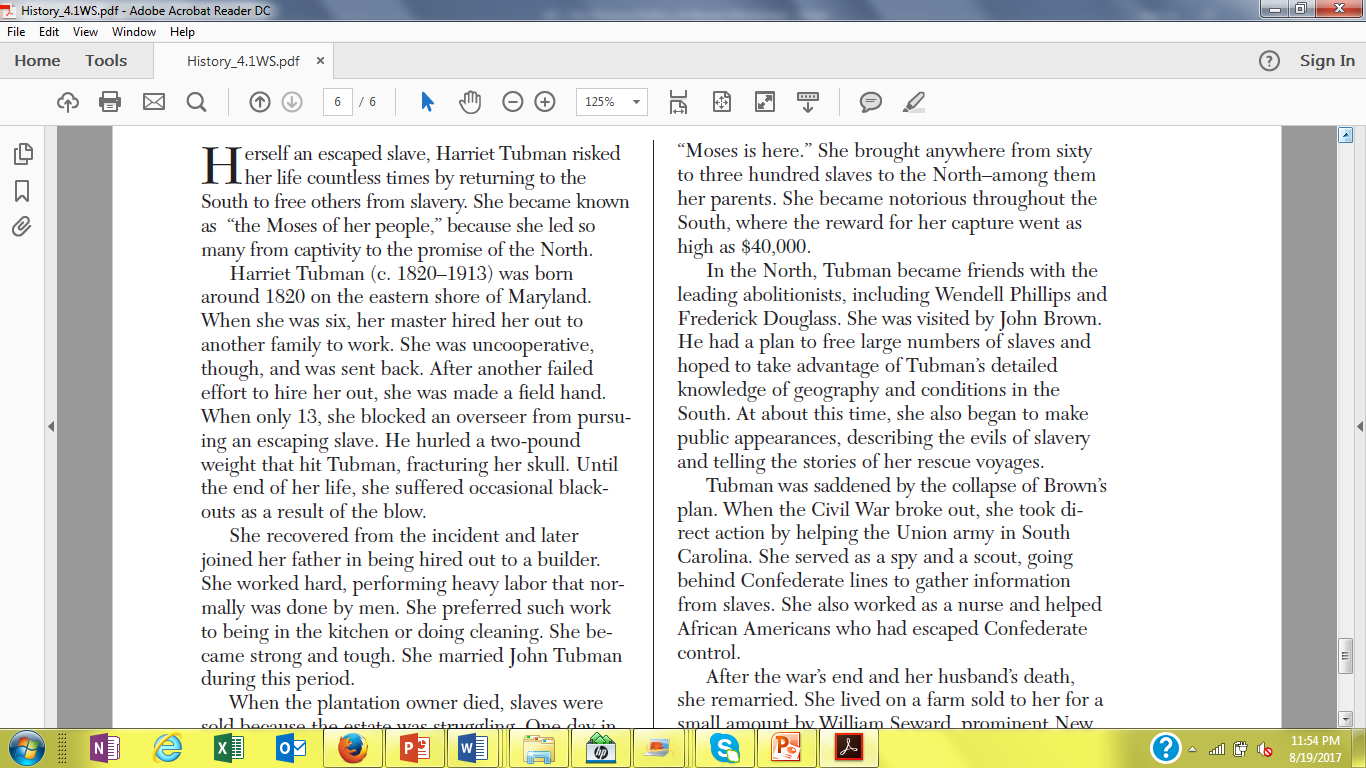 History_4.1WS.pdf - Adobe Acrobat Reader DC
File Edit View Window Help
Home Tools History_4.1WS.pdf × Sign In
6 / 6 125%
Herself an escaped slave, Harriet Tubman risked
her life countless times by returning to the
South to free others from slavery. She became known
as “the Moses of her people,” because she led so
many from captivity to the promise of the North.
Harriet Tubman (c. 1820–1913) was born
around 1820 on the eastern shore of Maryland.
When she was six, her master hired her out to
another family to work. She was uncooperative,
though, and was sent back. After another failed
effort to hire her out, she was made a field hand.
When only 13, she blocked an overseer from pursu-
ing an escaping slave. He hurled a two-pound
weight that hit Tubman, fracturing her skull. Until
the end of her life, she suffered occasional black-
outs as a result of the blow.
She recovered from the incident and later
joined her father in being hired out to a builder.
She worked hard, performing heavy labor that nor-
mally was done by men. She preferred such work
to being in the kitchen or doing cleaning. She be-
came strong and tough. She married John Tubman
during this period.
When the plantation owner died, slaves were
sold because the estate was struggling. One day in
“Moses is here.” She brought anywhere from sixty
to three hundred slaves to the North–among them
her parents. She became notorious throughout the
South, where the reward for her capture went as
high as $40,000.
In the North, Tubman became friends with the
leading abolitionists, including Wendell Phillips and
Frederick Douglass. She was visited by John Brown.
He had a plan to free large numbers of slaves and
hoped to take advantage of Tubman’s detailed
knowledge of geography and conditions in the
South. At about this time, she also began to make
public appearances, describing the evils of slavery
and telling the stories of her rescue voyages.
Tubman was saddened by the collapse of Brown’s
plan. When the Civil War broke out, she took di-
rect action by helping the Union army in South
Carolina. She served as a spy and a scout, going
behind Confederate lines to gather information
from slaves. She also worked as a nurse and helped
African Americans who had escaped Confederate
control.
After the war’s end and her husband’s death,
she remarried. She lived on a farm sold to her for a
small amount by William Seward, prominent New
11:54 PM
8/19/2017